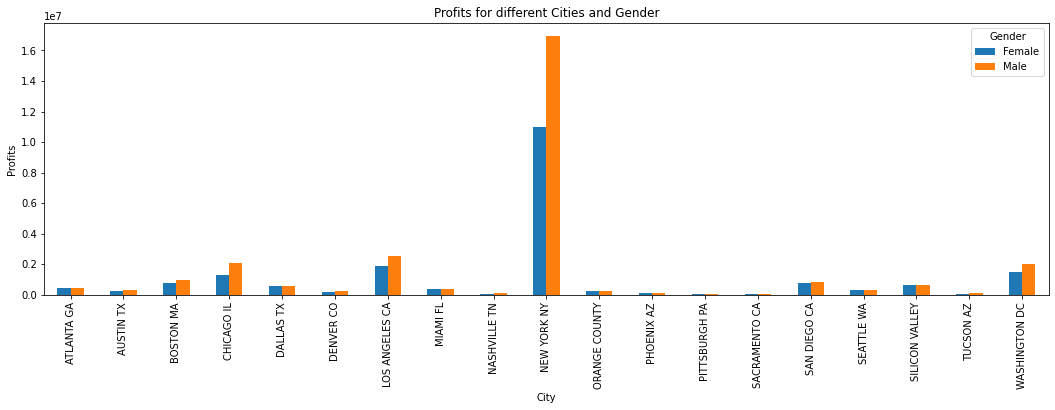 Profits for different Cities and Gender
1e7
Gender
Female
Male
1.6
1.4
1.2
1.0
0.8
0.6
0.4
0.2
0.0
Profits
ATLANTA GA
AUSTIN TX
BOSTON MA
CHICAGO IL
DALLAS TX
DENVER CO
LOS ANGELES CA
MIAMI FL
NASHVILLE TN
NEW YORK NY
ORANGE COUNTY
PHOENIX AZ
PITTSBURGH PA
SACRAMENTO CA
SAN DIEGO CA
SEATTLE WA
SILICON VALLEY
TUCSON AZ
WASHINGTON DC
City